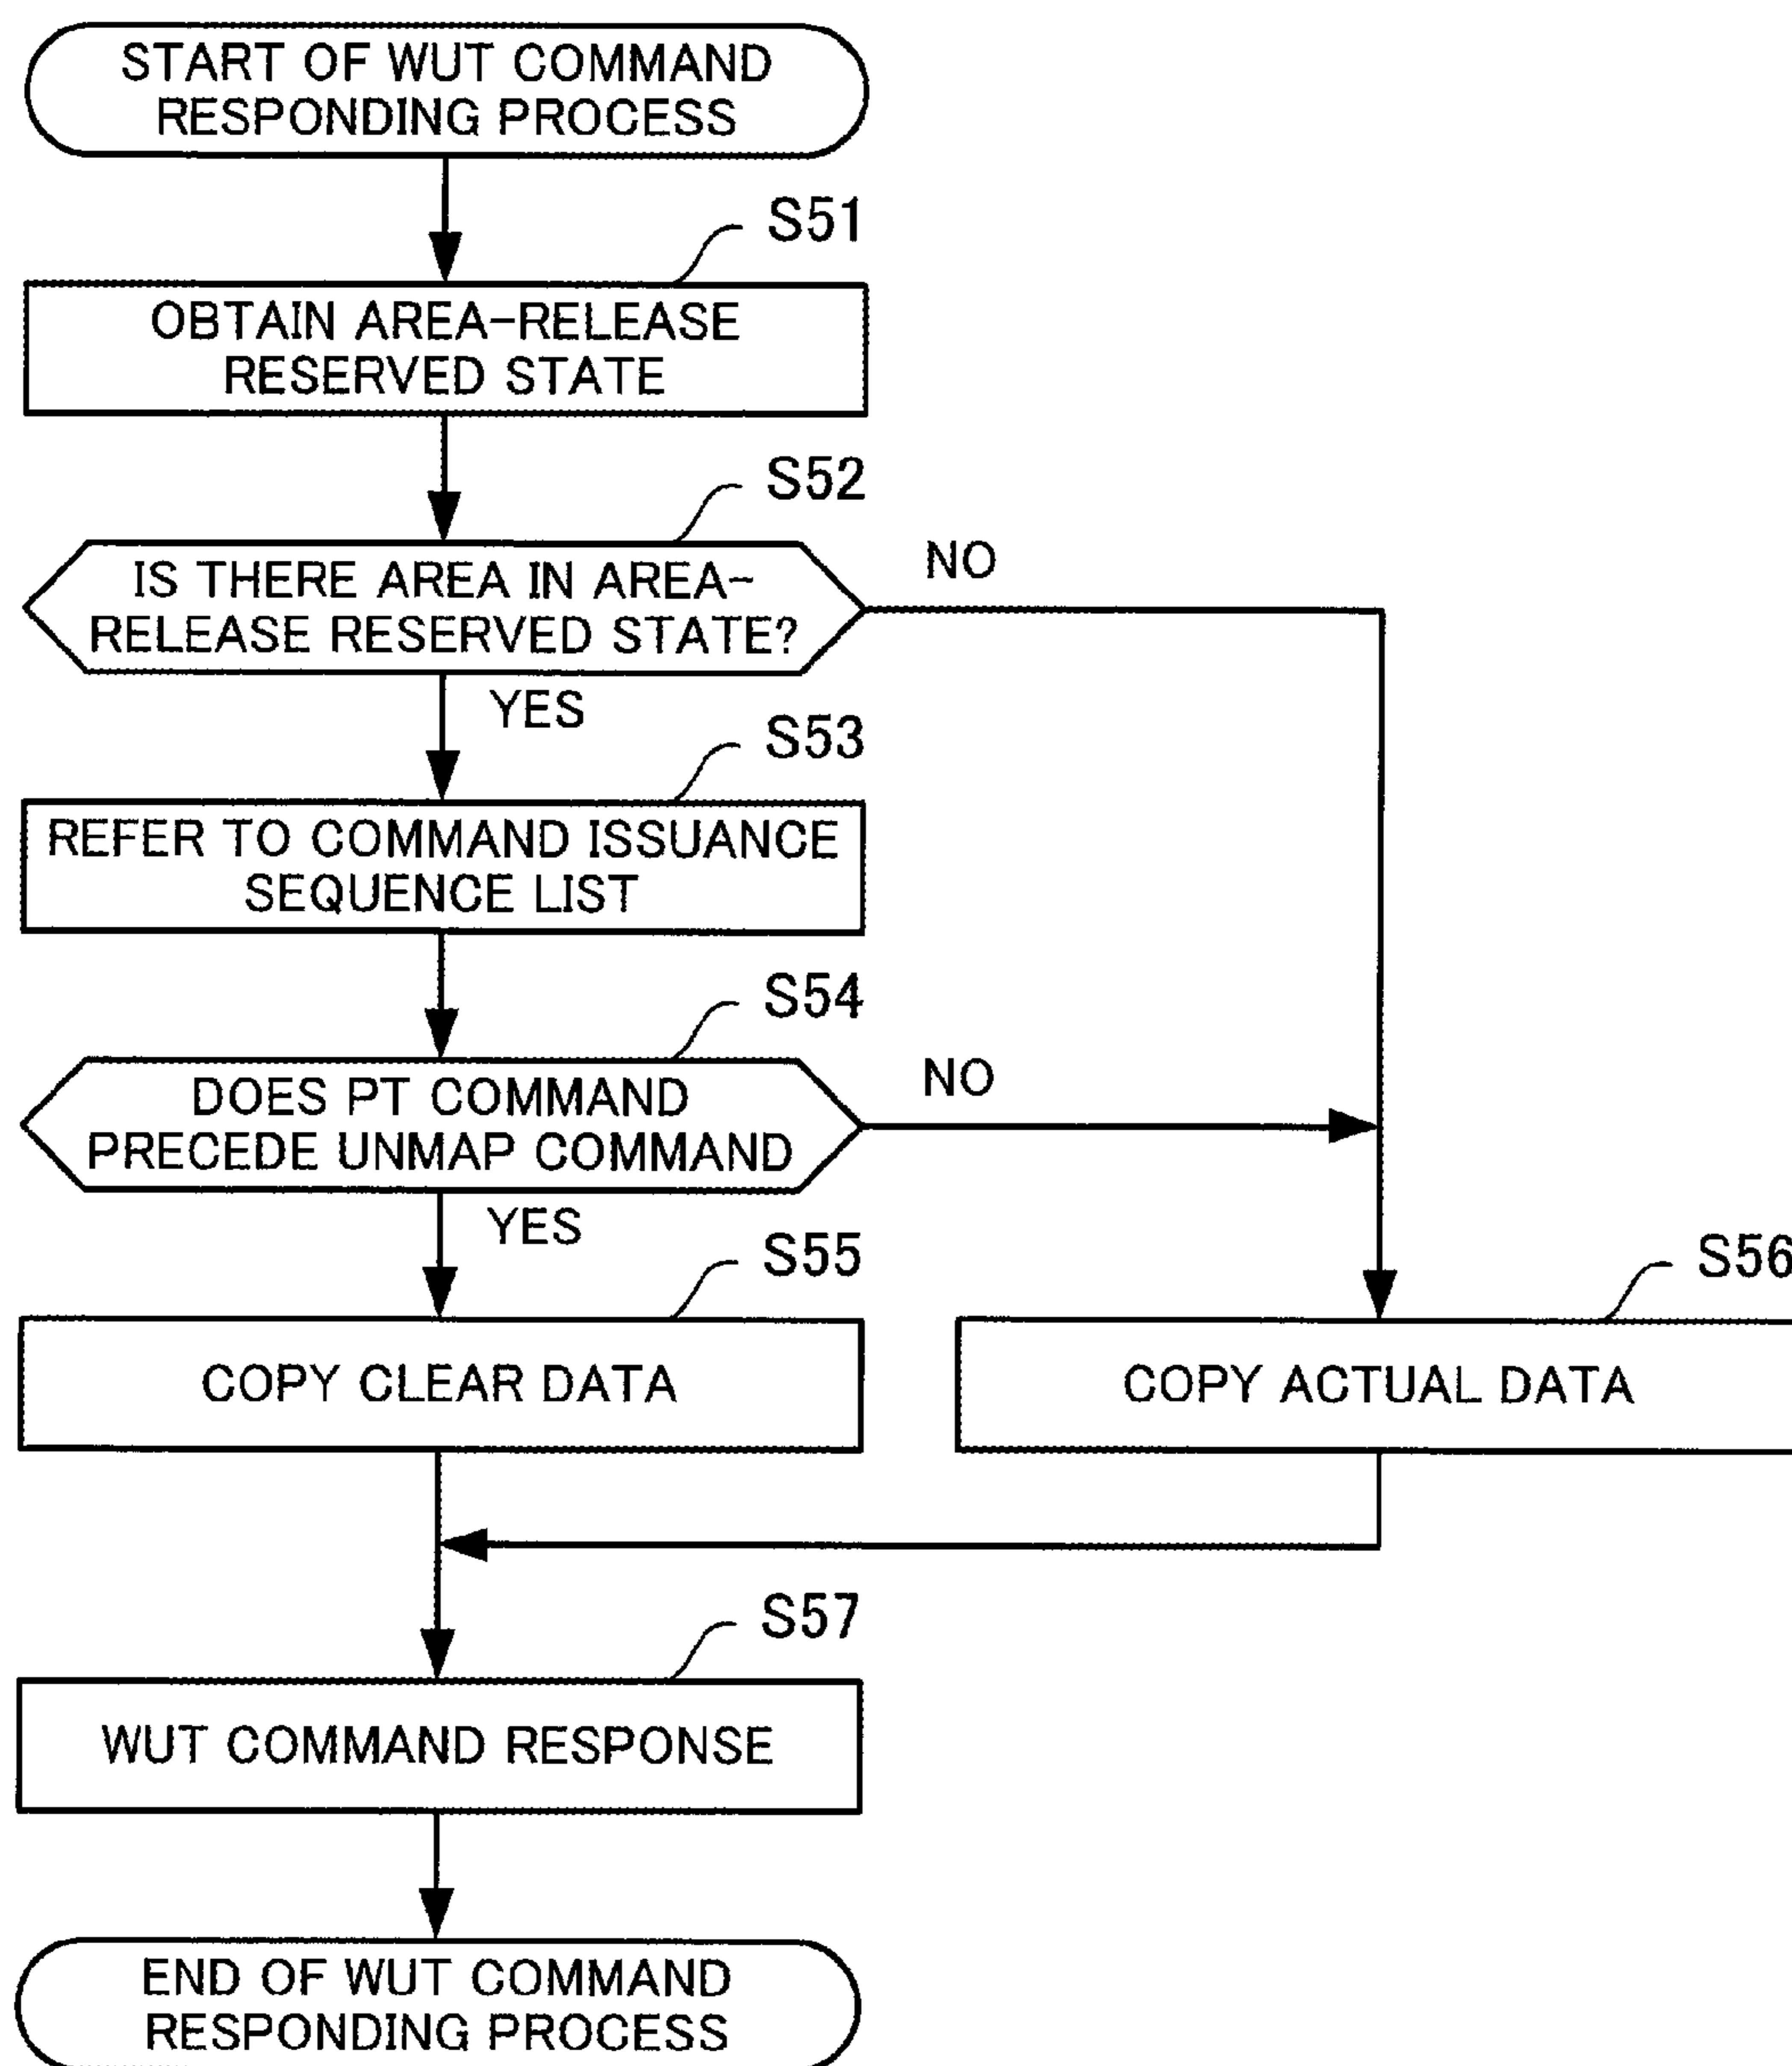 START OF WUT COMMAND
RESPONDING PROCESS
S51
OBTAIN AREA-RELEASE
RESERVED STATE
S52
IS THERE AREA IN AREA-
RELEASE RESERVED STATE?
NO
YES
S53
REFER TO COMMAND ISSUANCE
SEQUENCE LIST
S54
DOES PT COMMAND
PRECEDE UNMAP COMMAND
NO
YES
S55
COPY CLEAR DATA
S56
COPY ACTUAL DATA
S57
WUT COMMAND RESPONSE
END OF WUT COMMAND
RESPONDING PROCESS